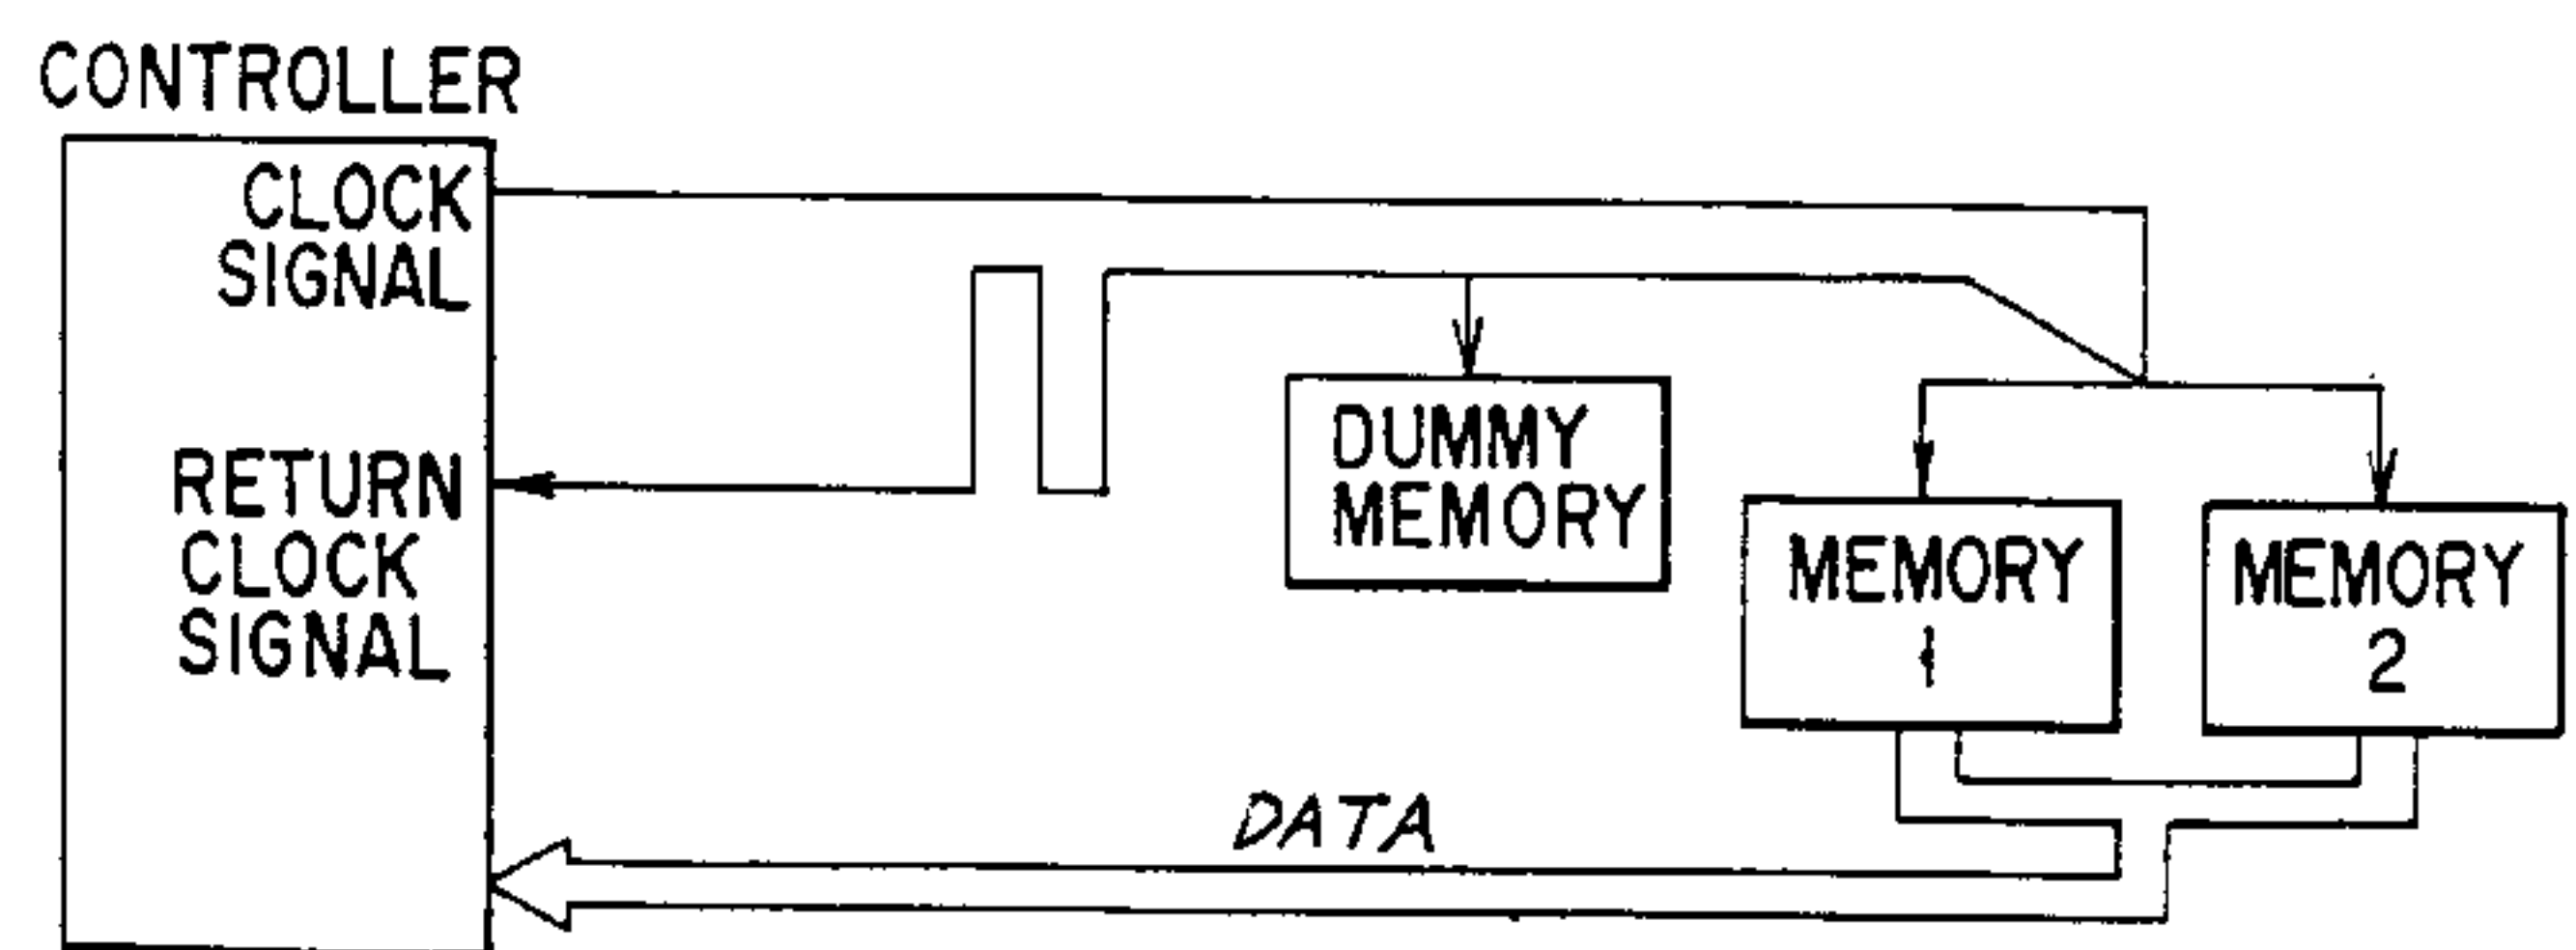 CONTROLLER
CLOCK
SIGNAL
RETURN
CLOCK
SIGNAL
DUMMY
MEMORY
MEMORY
1
MEMORY
2
DATA